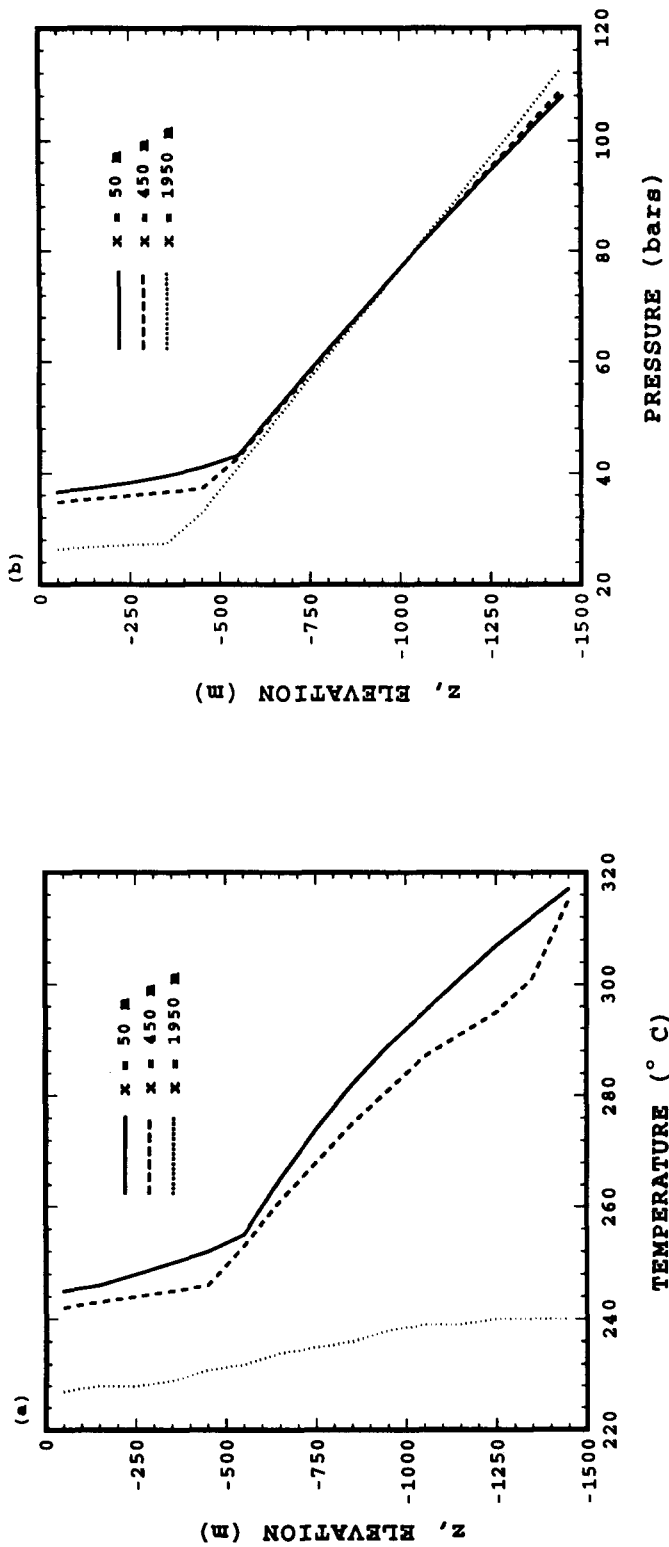 (a)
x = 50 m
x = 450 m
x = 1950 m
0
-250
-500
-750
-1000
-1250
-1500
z, ELEVATION (m)
220
240
260
280
300
320
TEMPERATURE (° C)
(b)
x = 50 m
x = 450 m
x = 1950 m
0
-250
-500
-750
-1000
-1250
-1500
z, ELEVATION (m)
20
40
60
80
100
120
PRESSURE (bars)